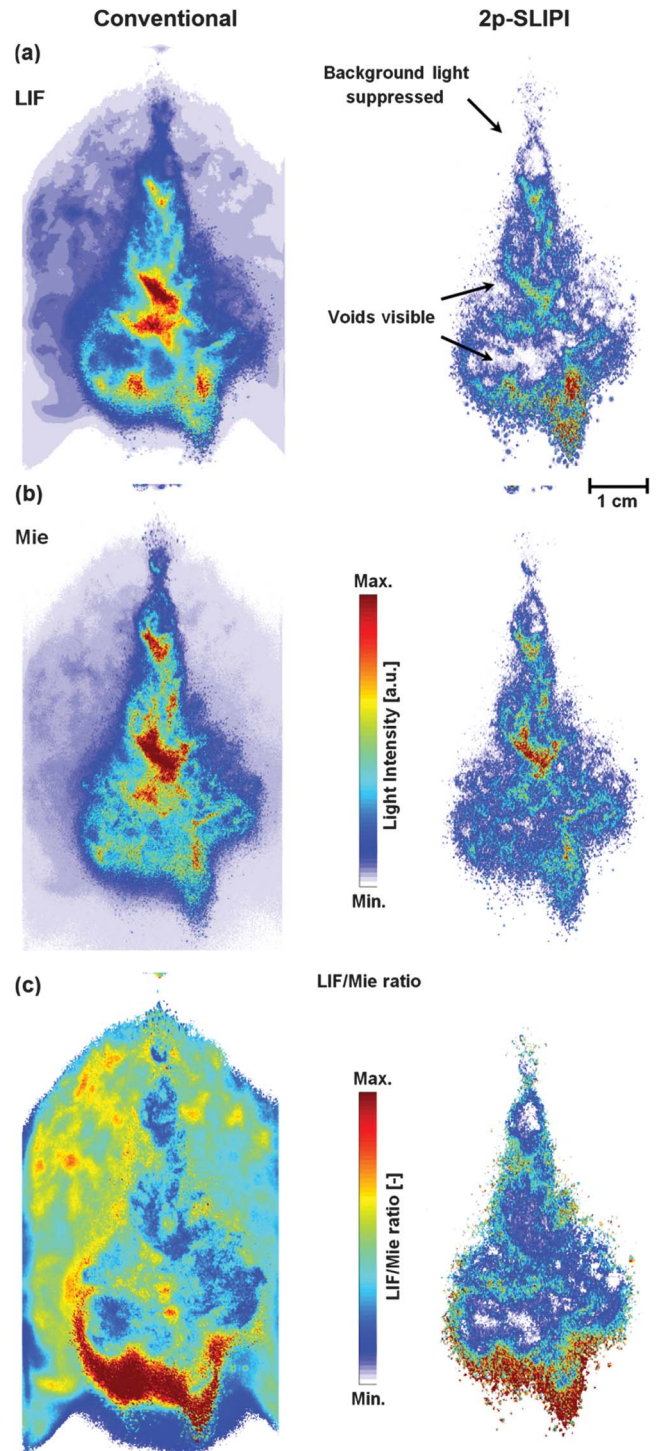 Conventional
2p-SLIPI
(a)
LIF
Background light
suppressed
Voids visible
1 cm
(b)
Mie
Max.
Light Intensity [a.u.]
Min.
(c)
LIF/Mie ratio
Max.
LIF/Mie ratio [-]
Min.